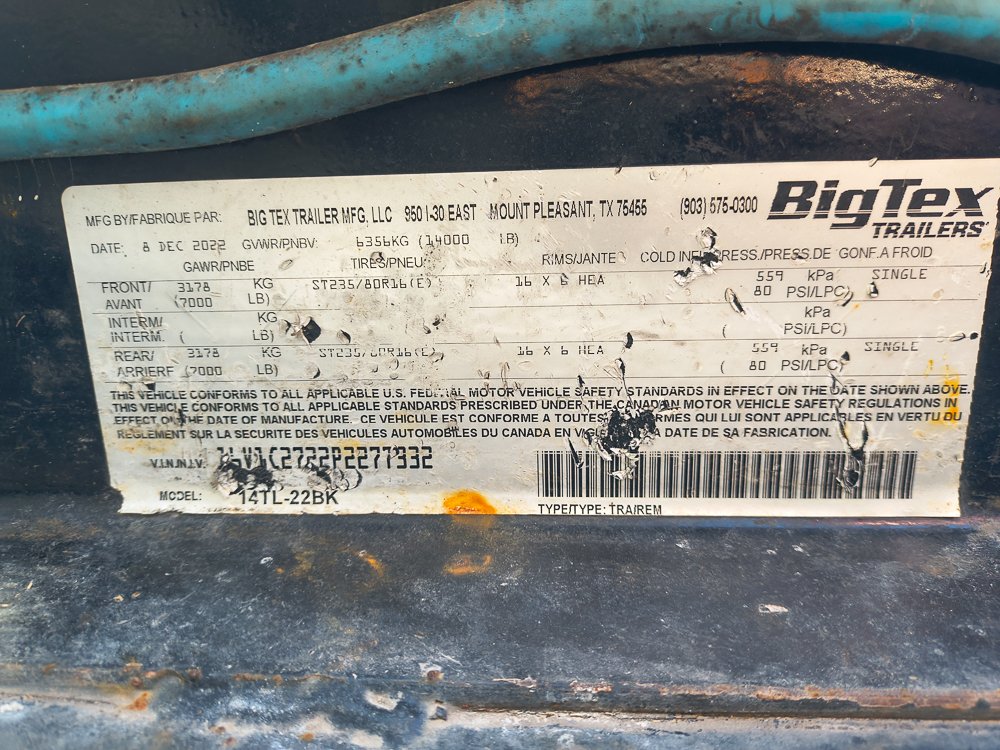 MFG BY/FABRIQUE PAR: BIG TEX TRAILER MFG, LLC 950 I-30 EAST MOUNT PLEASANT, TX 75455 (903) 575-0300 BigTex TRAILERS
DATE: 8 DEC 2022 GVWR/PNBV: 6356KG (14000 LB)
GAWR/PNBE TIRES/PNEU RIMS/JANTE COLD PRESS./PRESS.DE GONF.A FROID
FRONT/ 3178 KG ST235/80R16(E) 16 X 6 HEA 559 kPa SINGLE
AVANT (7000 LB) ( 80 PSI/LPC)
INTERM/ KG kPa
INTERM. ( LB) ( PSI/LPC)
REAR/ 3178 KG ST235/80R16(E) 16 X 6 HEA 559 kPa SINGLE
ARRIERE (7000 LB) ( 80 PSI/LPC)
THIS VEHICLE CONFORMS TO ALL APPLICABLE U.S. FEDERAL MOTOR VEHICLE SAFETY STANDARDS IN EFFECT ON THE DATE SHOWN ABOVE.
THIS VEHICLE CONFORMS TO ALL APPLICABLE STANDARDS PRESCRIBED UNDER THE CANADIAN MOTOR VEHICLE SAFETY REGULATIONS IN
EFFECT ON THE DATE OF MANUFACTURE. CE VEHICULE EST CONFORME A TOUTES NORMES QUI LUI SONT APPLICABLES EN VERTU DU
REGLEMENT SUR LA SECURITE DES VEHICULES AUTOMOBILES DU CANADA EN LA DATE DE SA FABRICATION.
V.I.N./N.I.V.:
MODEL: 14TL-22BK
TYPE/TYPE: TRA/REM